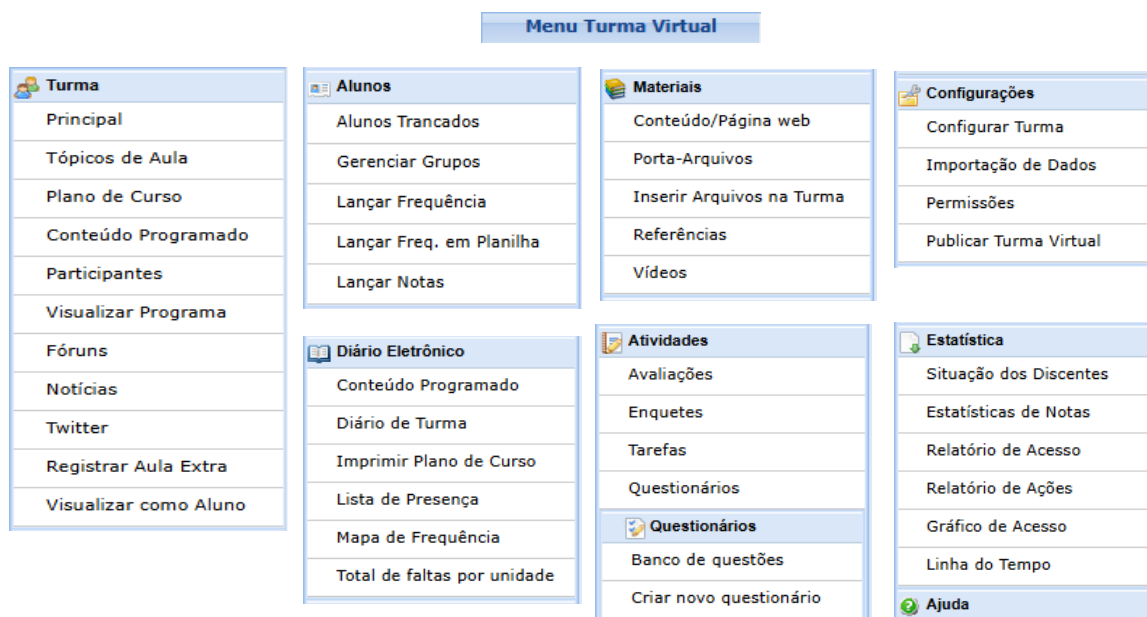 Menu Turma Virtual
Turma
Principal
Tópicos de Aula
Plano de Curso
Conteúdo Programado
Participantes
Visualizar Programa
Fóruns
Notícias
Twitter
Registrar Aula Extra
Visualizar como Aluno
Alunos
Alunos Trancados
Gerenciar Grupos
Lançar Frequência
Lançar Freq. em Planilha
Lançar Notas
Diário Eletrônico
Conteúdo Programado
Diário de Turma
Imprimir Plano de Curso
Lista de Presença
Mapa de Frequência
Total de faltas por unidade
Materiais
Conteúdo/Página web
Porta-Arquivos
Inserir Arquivos na Turma
Referências
Vídeos
Atividades
Avaliações
Enquetes
Tarefas
Questionários
Questionários
Banco de questões
Criar novo questionário
Configurações
Configurar Turma
Importação de Dados
Permissões
Publicar Turma Virtual
Estatística
Situação dos Discentes
Estatísticas de Notas
Relatório de Acesso
Relatório de Ações
Gráfico de Acesso
Linha do Tempo
Ajuda